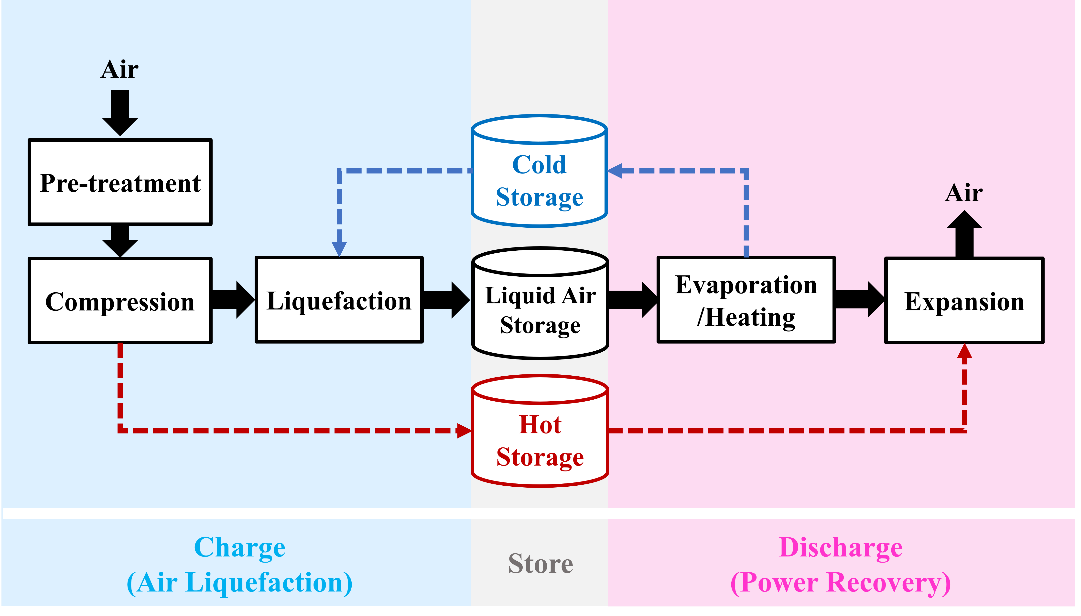 Air
Pre-treatment
Compression
Liquefaction
Cold
Storage
Liquid Air
Storage
Hot
Storage
Evaporation
/Heating
Air
Expansion
Charge
(Air Liquefaction)
Store
Discharge
(Power Recovery)